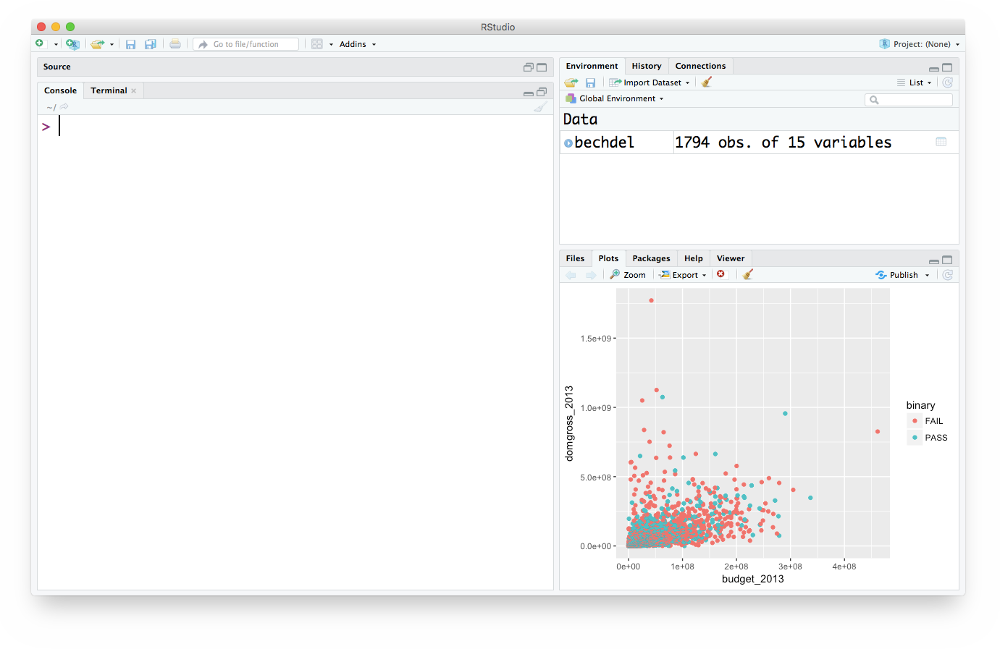 RStudio
Go to file/function
Addins
Project: (None)
Source
Console Terminal
~/
>
Environment History Connections
Import Dataset
List
Global Environment
Data
bechdel 1794 obs. of 15 variables
Files Plots Packages Help Viewer
Zoom Export Publish
domgross_2013
1.5e+09
1.0e+09
5.0e+08
0.0e+00
0e+00 1e+08 2e+08 3e+08 4e+08
budget_2013
binary
FAIL
PASS